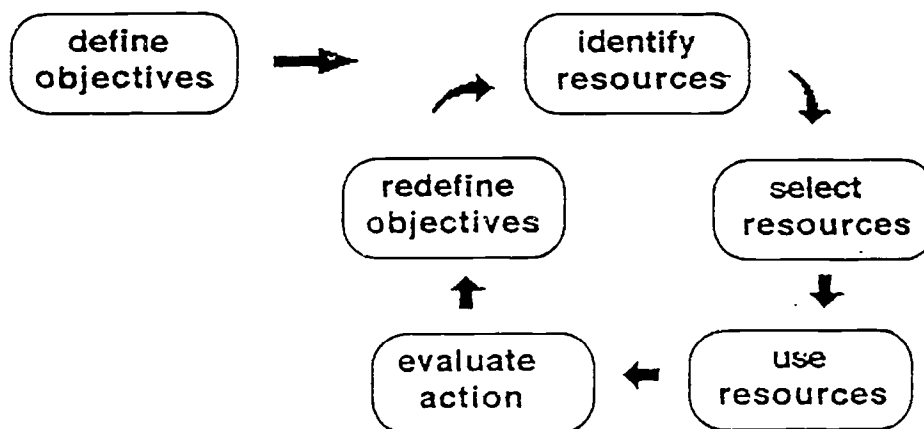 define
objectives
identify
resources
select
resources
use
resources
evaluate
action
redefine
objectives